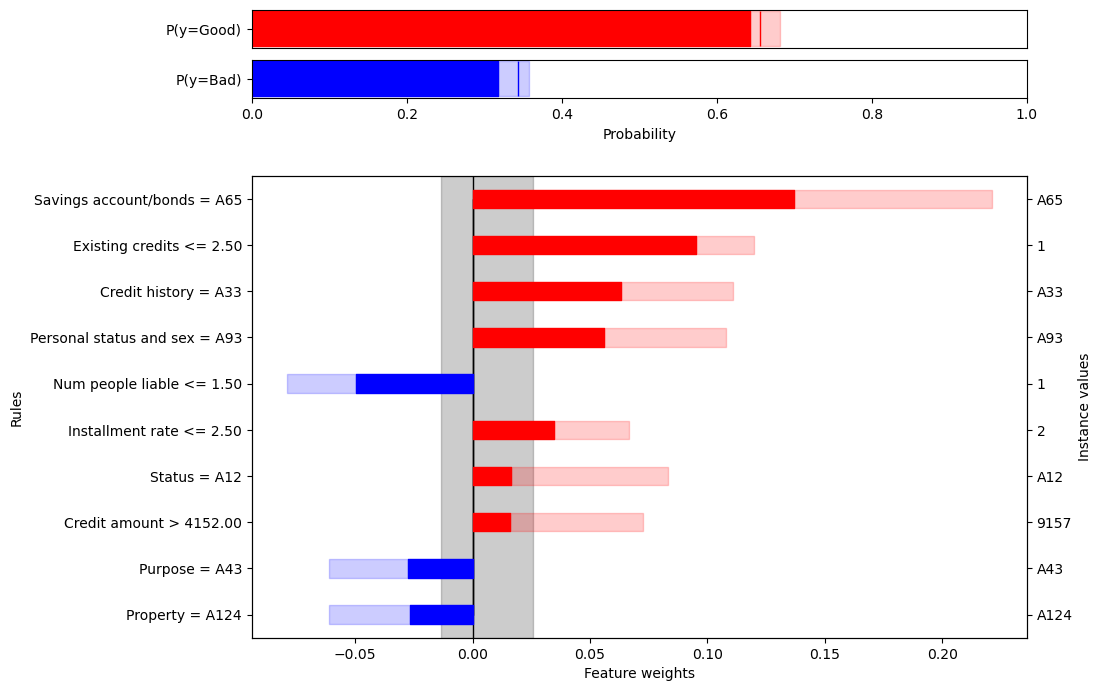 P(y=Good)
P(y=Bad)
0.0 0.2 0.4 0.6 0.8 1.0
Probability
Savings account/bonds = A65 A65
Existing credits <= 2.50 1
Credit history = A33 A33
Personal status and sex = A93 A93
Num people liable <= 1.50 1
Installment rate <= 2.50 2
Status = A12 A12
Credit amount > 4152.00 9157
Purpose = A43 A43
Property = A124 A124
Rules
Instance values
−0.05 0.00 0.05 0.10 0.15 0.20
Feature weights